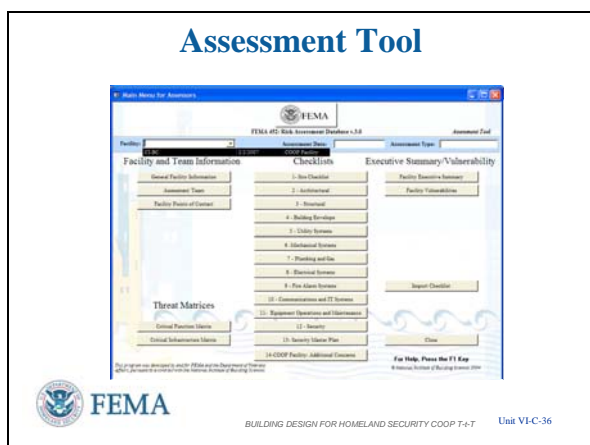 Assessment Tool
Main Menu for Assessors
FEMA
FEMA 452: Risk Assessment Database v.3.0
Assessment Tool
Facility:
Assessment Date:
Assessment Type:
COOP Facility
Facility and Team Information
Checklists
Executive Summary/Vulnerability
General Facility Information
Assessment Team
Facility Points of Contact
1- Site Checklist
2 - Architectural
3 - Structural
4 - Building Envelope
5 - Utility Systems
6 -Mechanical Systems
7 - Plumbing and Gas
8 - Electrical Systems
9 - Fire Alarm Systems
10 - Communications and IT Systems
11- Equipment Operations and Maintenance
12 - Security
13- Security Master Plan
14-COOP Facility: Additional Concerns
Facility Executive Summary
Facility Vulnerabilities
Import Checklist
Close
Threat Matrices
Critical Function Matrix
Critical Infrastructure Matrix
For Help, Press the F1 Key
FEMA
BUILDING DESIGN FOR HOMELAND SECURITY COOP T-t-T
Unit VI-C-36